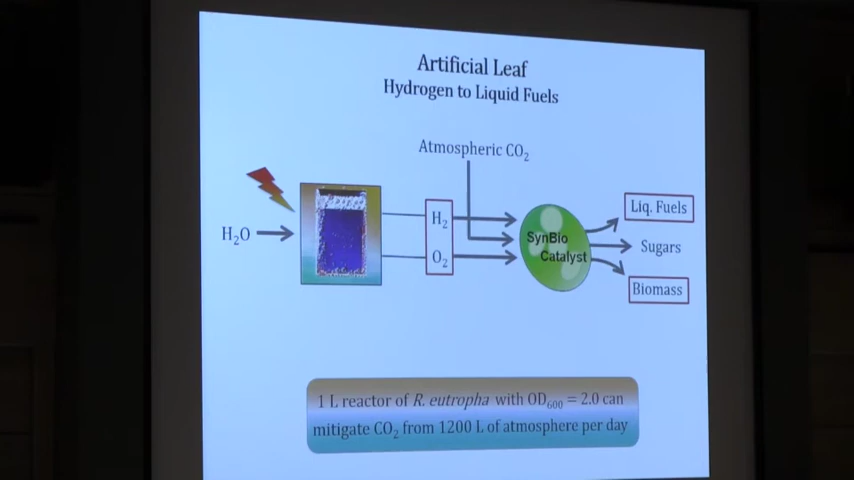 Artificial Leaf
Hydrogen to Liquid Fuels
Atmospheric CO₂
H₂O
H₂
O₂
SynBio
Catalyst
Liq. Fuels
Sugars
Biomass
1 L reactor of R. eutropha with OD₆₀₀ = 2.0 can
mitigate CO₂ from 1200 L of atmosphere per day